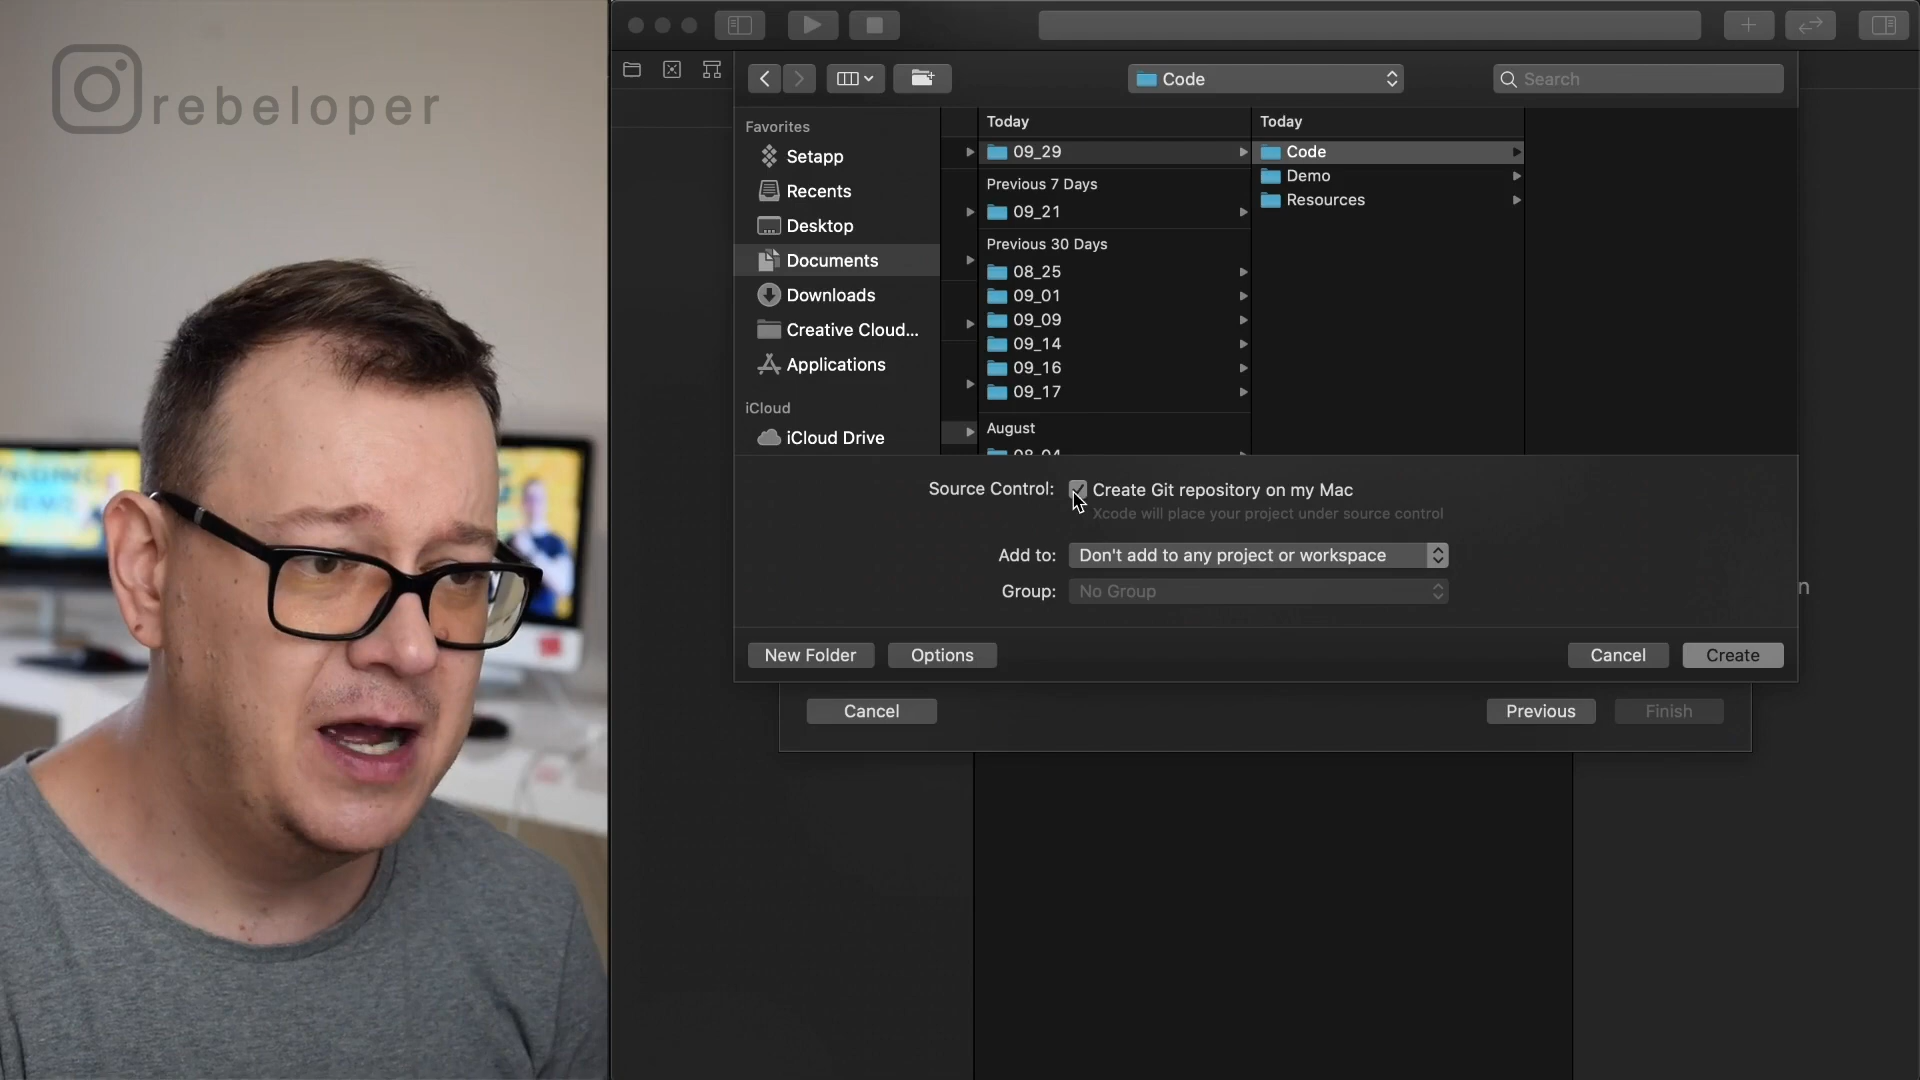 rebeloper
Code
Search
Favorites
Setapp
Recents
Desktop
Documents
Downloads
Creative Cloud...
Applications
iCloud
iCloud Drive
Today
09_29
Previous 7 Days
09_21
Previous 30 Days
08_25
09_01
09_09
09_14
09_16
09_17
August
Today
Code
Demo
Resources
Source Control:
Create Git repository on my Mac
Xcode will place your project under source control
Add to:
Don't add to any project or workspace
Group:
No Group
New Folder
Options
Cancel
Create
Cancel
Previous
Finish